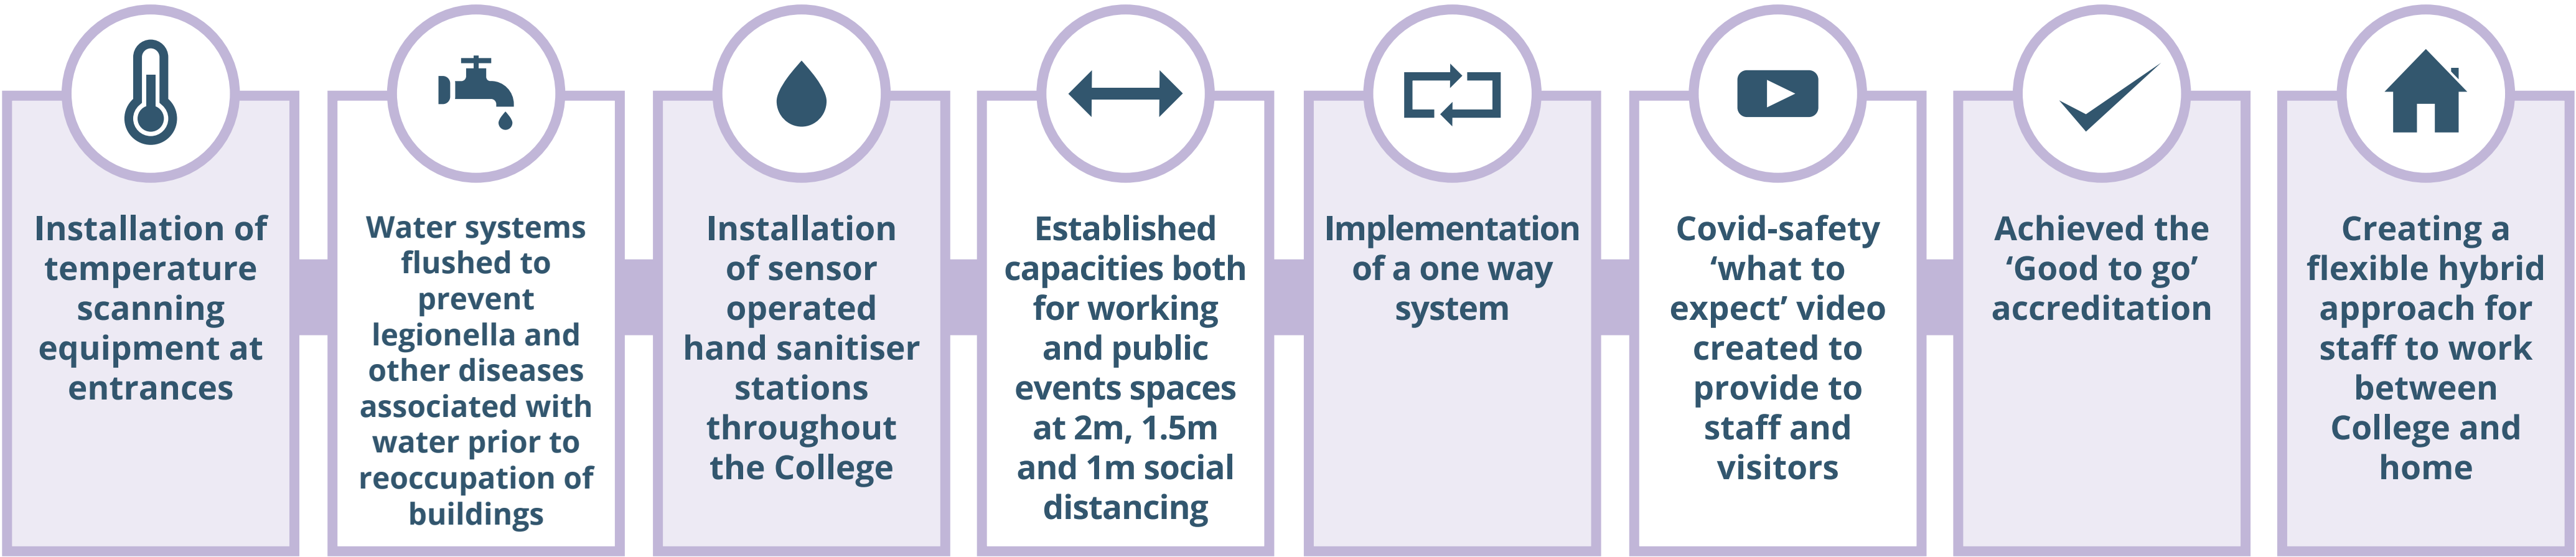 Installation of
temperature
scanning
equipment at
entrances
Water systems
flushed to
prevent
legionella and
other diseases
associated with
water prior to
reoccupation of
buildings
Installation
of sensor
operated
hand sanitiser
stations
throughout
the College
Established
capacities both
for working
and public
events spaces
at 2m, 1.5m
and 1m social
distancing
Implementation
of a one way
system
Covid-safety
‘what to
expect’ video
created to
provide to
staff and
visitors
Achieved the
‘Good to go’
accreditation
Creating a
flexible hybrid
approach for
staff to work
between
College and
home